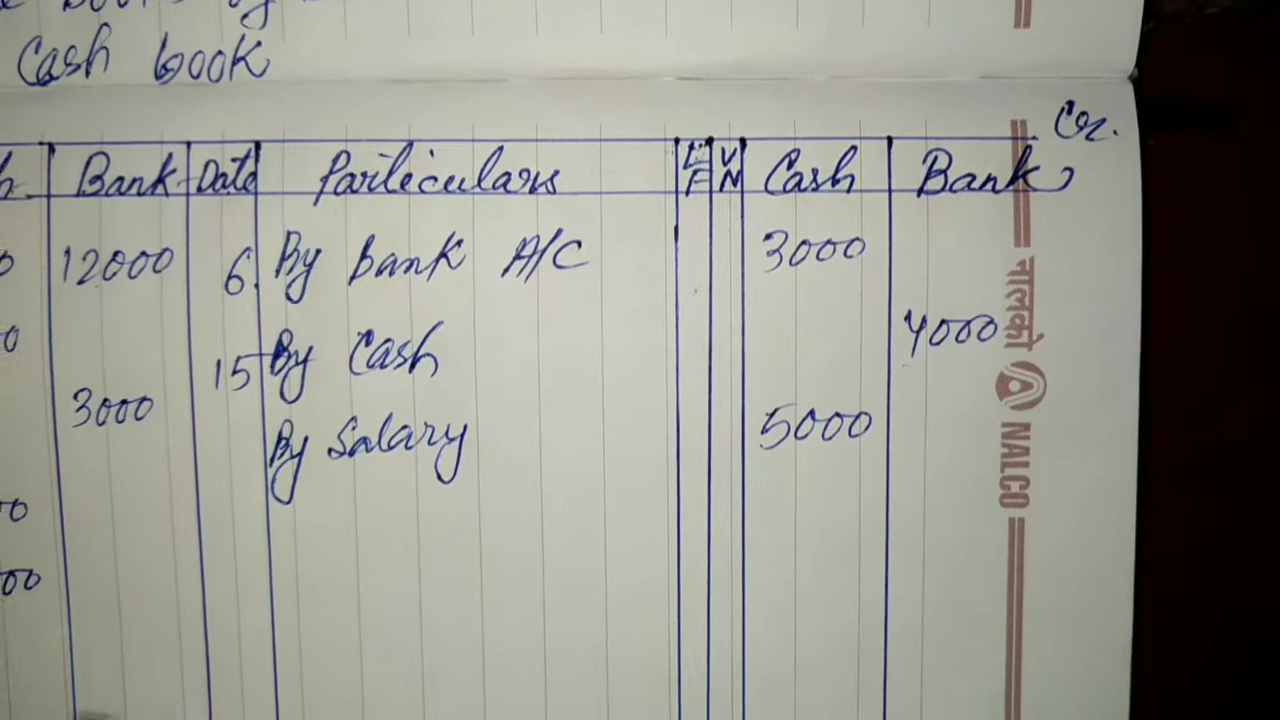 Cash book
Cr.
Bank Date Particulars L F V N Cash Bank
12000 6. By Bank A/C 3000
15 By Cash 4000
3000 By Salary 5000
00
नालको
NALCO